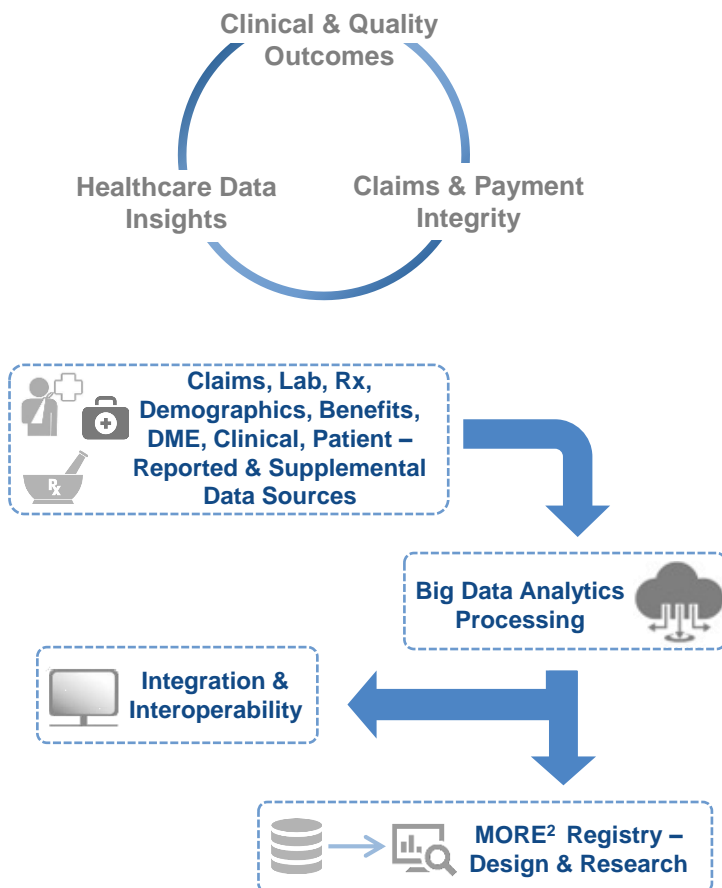 Clinical & Quality
Outcomes
Healthcare Data
Insights
Claims & Payment
Integrity
Claims, Lab, Rx,
Demographics, Benefits,
DME, Clinical, Patient –
Reported & Supplemental
Data Sources
Rx
Big Data Analytics
Processing
Integration &
Interoperability
MORE² Registry –
Design & Research